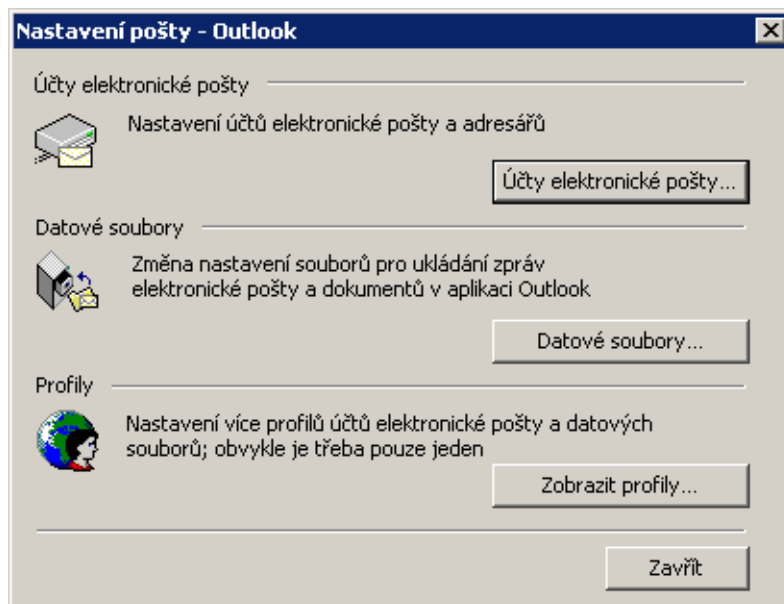 Nastavení pošty - Outlook
Účty elektronické pošty
Nastavení účtů elektronické pošty a adresářů
Účty elektronické pošty...
Datové soubory
Změna nastavení souborů pro ukládání zpráv
elektronické pošty a dokumentů v aplikaci Outlook
Datové soubory...
Profily
Nastavení více profilů účtů elektronické pošty a datových
souborů; obvykle je třeba pouze jeden
Zobrazit profily...
Zavřít